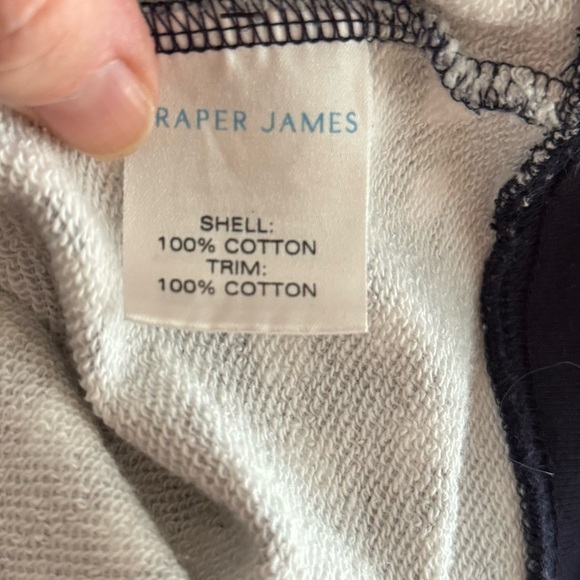 RAPER JAMES
SHELL:
100% COTTON
TRIM:
100% COTTON